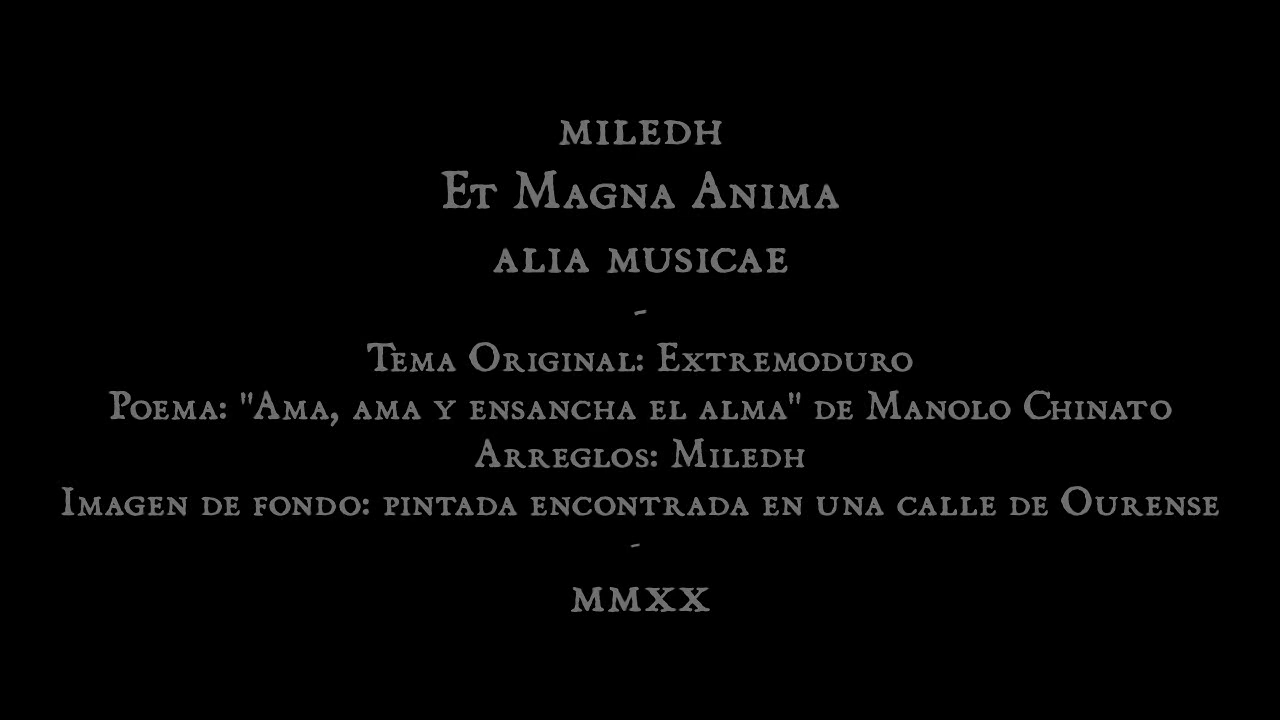 MILEDH
ET MAGNA ANIMA
ALIA MUSICAE
-
TEMA ORIGINAL: EXTREMODURO
POEMA: "AMA, AMA Y ENSANCHA EL ALMA" DE MANOLO CHINATO
ARREGLOS: MILEDH
IMAGEN DE FONDO: PINTADA ENCONTRADA EN UNA CALLE DE OURENSE
-
MMXX